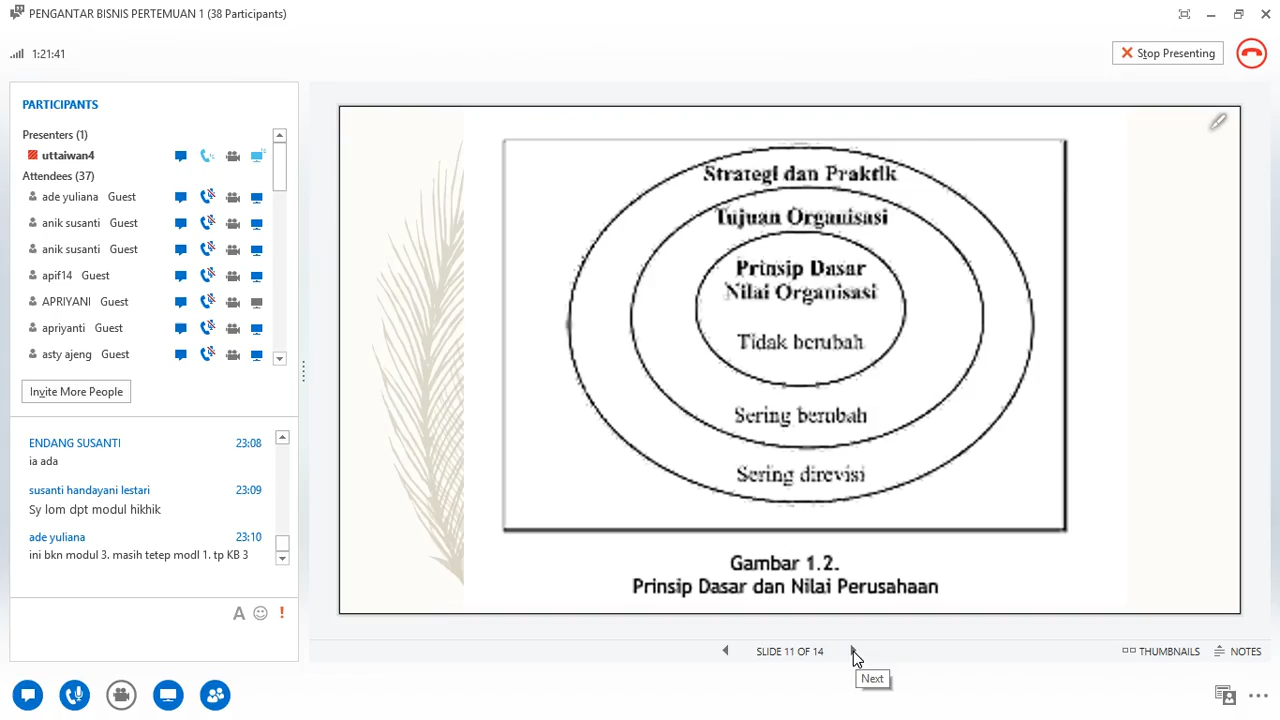 PENGANTAR BISNIS PERTEMUAN 1 (38 Participants)
1:21:41
Stop Presenting
PARTICIPANTS
Presenters (1)
uttaiwan4
Attendees (37)
ade yuliana Guest
anik susanti Guest
anik susanti Guest
apif14 Guest
APRIYANI Guest
apriyanti Guest
asty ajeng Guest
Invite More People
ENDANG SUSANTI 23:08
ia ada
susanti handayani lestari 23:09
Sy lom dpt modul hikhik
ade yuliana 23:10
ini bkn modul 3. masih tetep modl 1. tp KB 3
A
Strategi dan Praktik
Tujuan Organisasi
Prinsip Dasar
Nilai Organisasi
Tidak berubah
Sering berubah
Sering direvisi
Gambar 1.2.
Prinsip Dasar dan Nilai Perusahaan
SLIDE 11 OF 14
THUMBNAILS
NOTES
Next